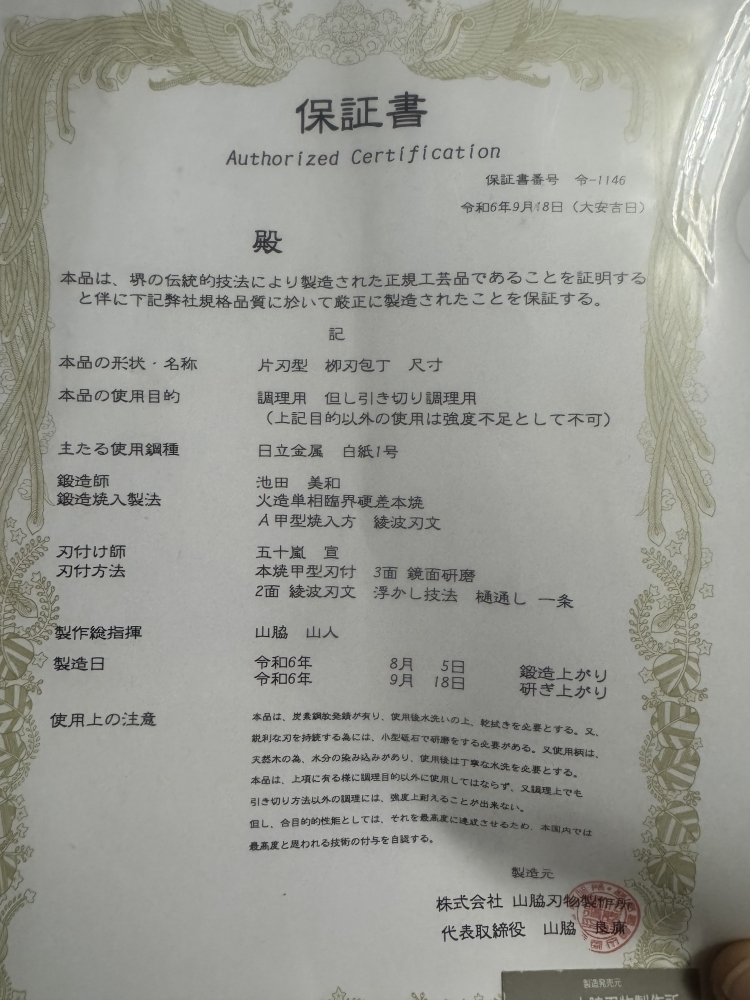 保証書
Authorized Certification
保証書番号 令-1146
令和6年9月18日（大安吉日）
殿
本品は、堺の伝統的技法により製造された正規工芸品であることを証明する
と伴に下記弊社規格品質に於いて厳正に製造されたことを保証する。
記
本品の形状・名称 片刃型 柳刃包丁 尺寸
本品の使用目的 調理用 但し引き切り調理用
（上記目的以外の使用は強度不足として不可）
主たる使用鋼種 日立金属 白紙1号
鍛造師 池田 美和
鍛造焼入製法 火造単相臨界硬差本焼
A甲型焼入方 綾波刃文
刃付け師 五十嵐 宣
刃付方法 本焼甲型刃付 3面 鏡面研磨
2面 綾波刃文 浮かし技法 樋通し 一条
製作総指揮 山脇 山人
製造日 令和6年 8月 5日 鍛造上がり
令和6年 9月 18日 研ぎ上がり
使用上の注意 本品は、炭素鋼故発錆が有り、使用後水洗いの上、乾拭きを必要とする。又、
鋭利な刃を持続する為には、小型砥石で研磨をする必要がある。又使用柄は、
天然木の為、水分の染み込みがあり、使用後は丁寧な水洗を必要とする。
本品は、上項に有る様に調理目的以外に使用してはならず、又調理上でも
引き切り方法以外の調理には、強度上耐えることが出来ない。
但し、合目的的性能としては、それを最高度に達成させるため、本国内では
最高度と思われる技術の付与を自認する。
製造元
株式会社 山脇刃物製作所
代表取締役 山脇 良庸
製造発売元